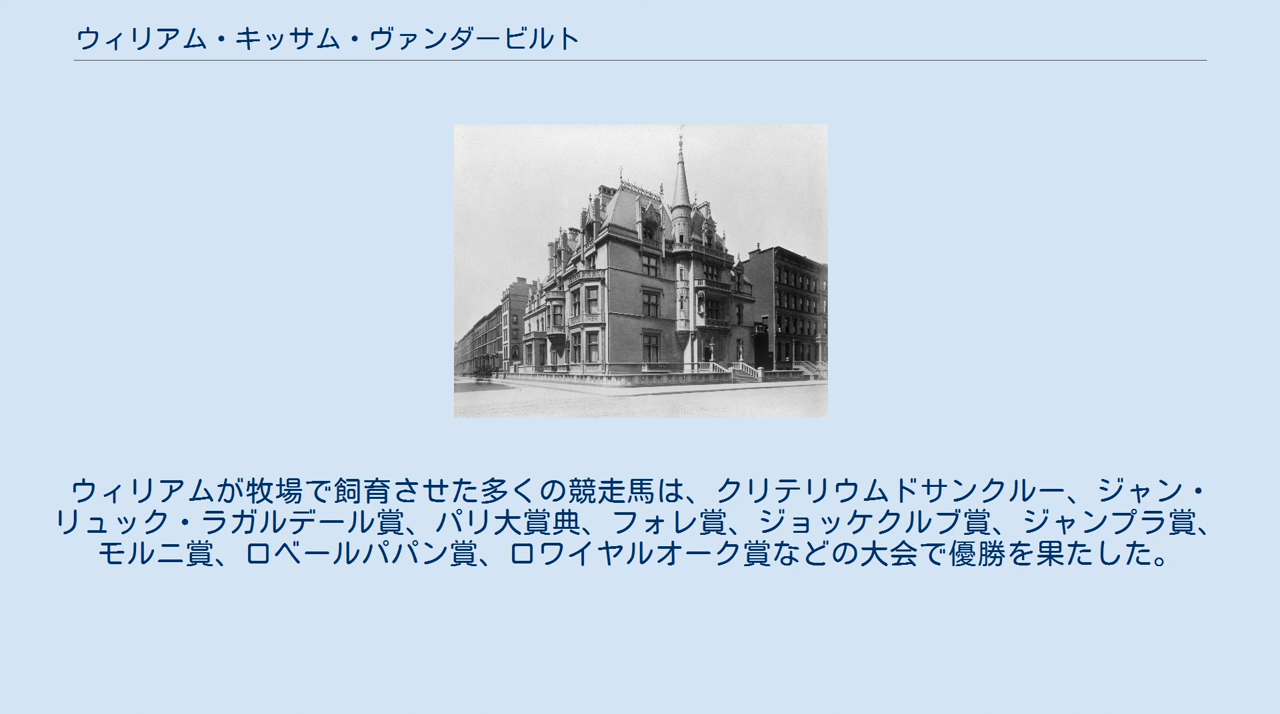 ウィリアム・キッサム・ヴァンダービルト
ウィリアムが牧場で飼育させた多くの競走馬は、クリテリウムドサンクルー、ジャン・
リュック・ラガルデール賞、パリ大賞典、フォレ賞、ジョッケクルブ賞、ジャンプラ賞、
モルニ賞、ロベールパパン賞、ロワイヤルオーク賞などの大会で優勝を果たした。